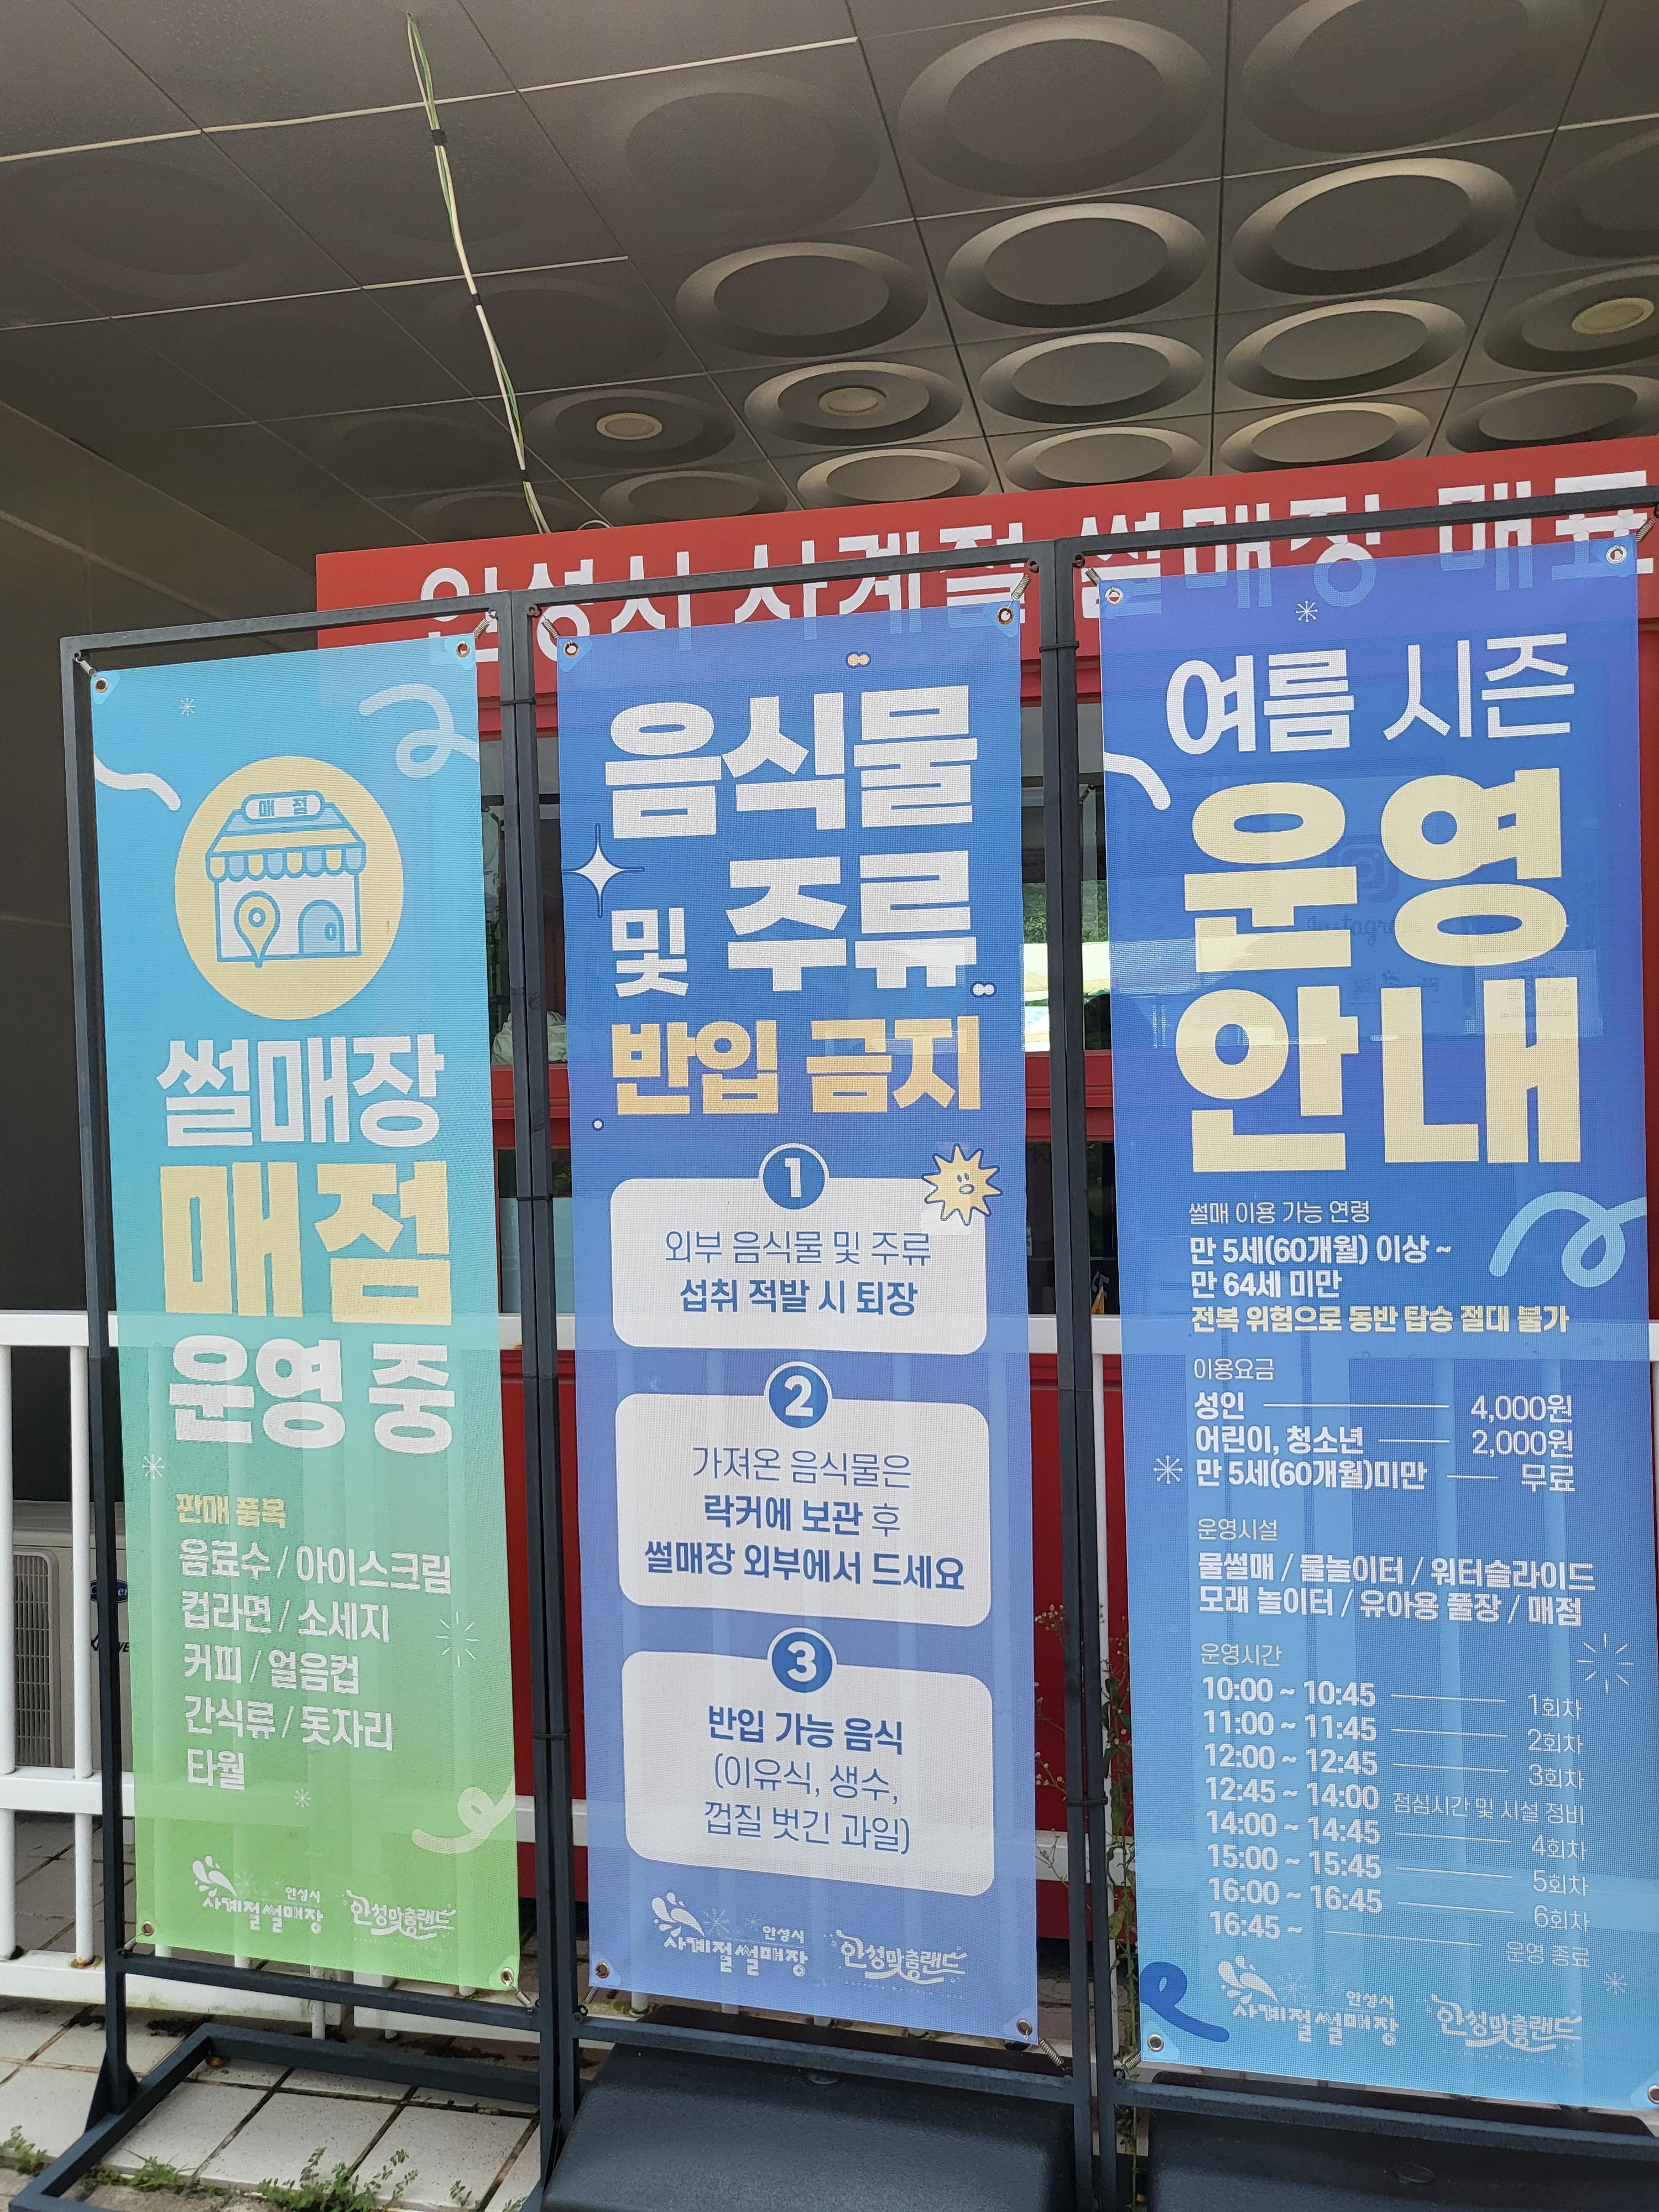 안성시 사계절 썰매장 매표
매 점
썰매장
매점
운영 중
판매 품목
음료수 / 아이스크림
컵라면 / 소세지
커피 / 얼음컵
간식류 / 돗자리
타월
안성시
사계절썰매장
안성맞춤랜드
음식물
및 주류
반입 금지
1
외부 음식물 및 주류
섭취 적발 시 퇴장
2
가져온 음식물은
락커에 보관 후
썰매장 외부에서 드세요
3
반입 가능 음식
(이유식, 생수,
껍질 벗긴 과일)
안성시
사계절썰매장
안성맞춤랜드
여름 시즌
운영
안내
썰매 이용 가능 연령
만 5세(60개월) 이상 ~
만 64세 미만
전복 위험으로 동반 탑승 절대 불가
이용요금
성인 4,000원
어린이, 청소년 2,000원
만 5세(60개월)미만 무료
운영시설
물썰매 / 물놀이터 / 워터슬라이드
모래 놀이터 / 유아용 풀장 / 매점
운영시간
10:00 ~ 10:45 1회차
11:00 ~ 11:45 2회차
12:00 ~ 12:45 3회차
12:45 ~ 14:00 점심시간 및 시설 정비
14:00 ~ 14:45 4회차
15:00 ~ 15:45 5회차
16:00 ~ 16:45 6회차
16:45 ~ 운영 종료
안성시
사계절썰매장
안성맞춤랜드
Instagram